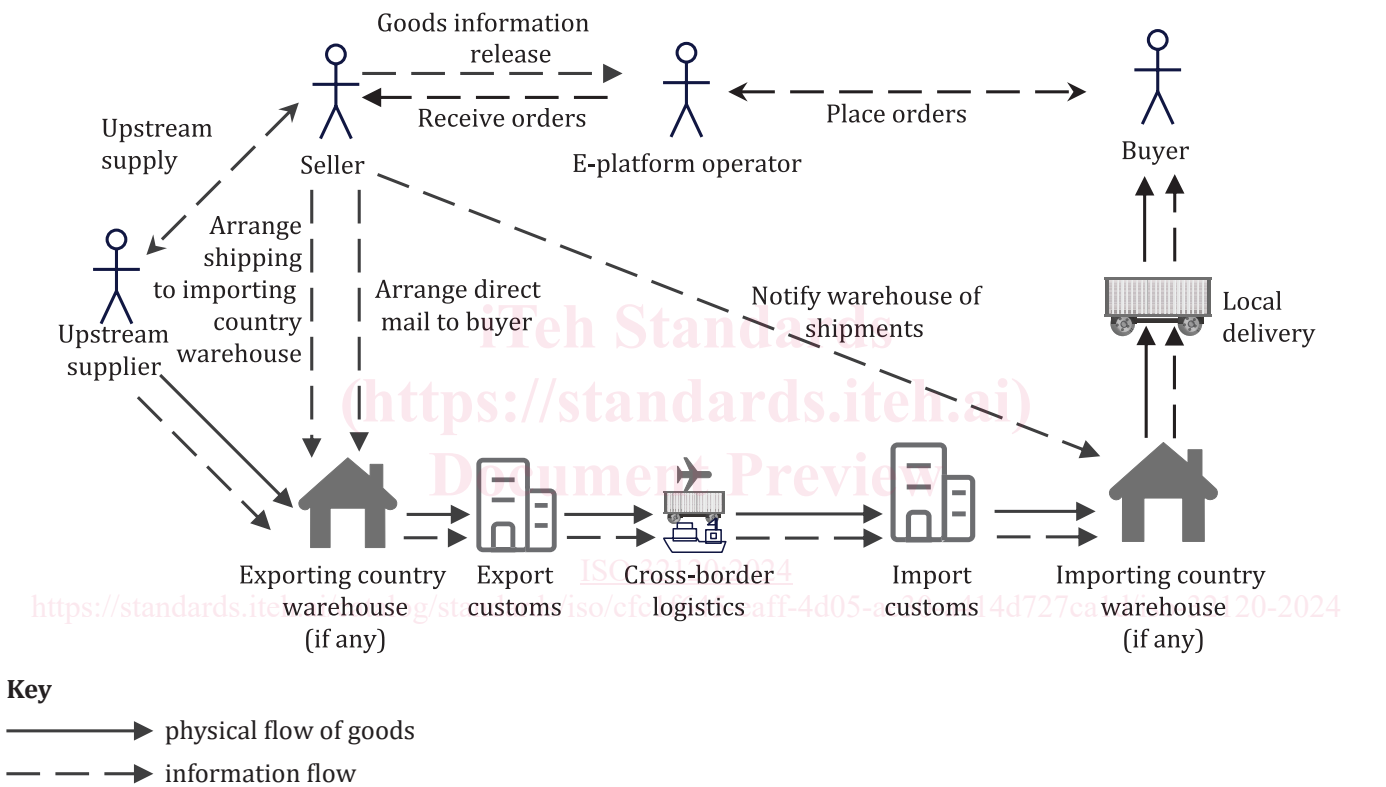 Goods information
release
Receive orders
Place orders
Upstream
supply
Seller
E-platform operator
Buyer
Arrange
shipping
to importing
country
warehouse
Arrange direct
mail to buyer
Notify warehouse of
shipments
Local
delivery
Upstream
supplier
iTeh Standards
(https://standards.iteh.ai)
Document Preview
Exporting country
warehouse
(if any)
Export
customs
Cross-border
logistics
Import
customs
Importing country
warehouse
(if any)
ISO 32120:2024
Key
physical flow of goods
information flow